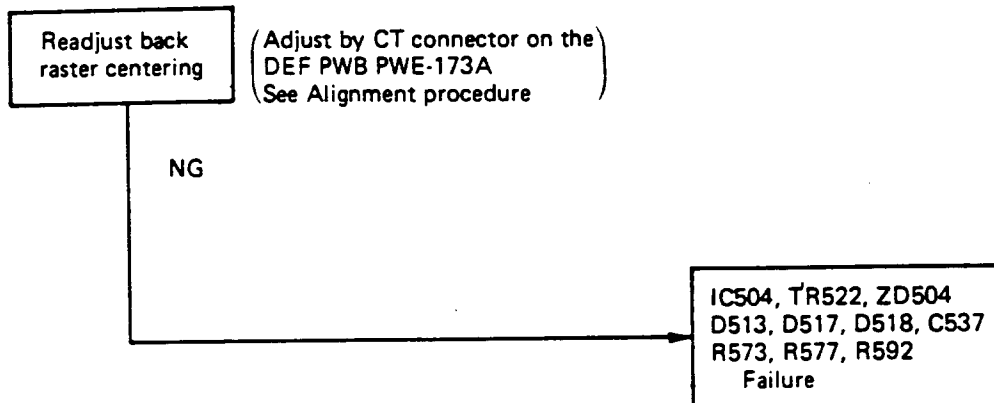 Readjust back
raster centering
(Adjust by CT connector on the
DEF PWB PWE-173A
See Alignment procedure)
NG
IC504, TR522, ZD504
D513, D517, D518, C537
R573, R577, R592
Failure